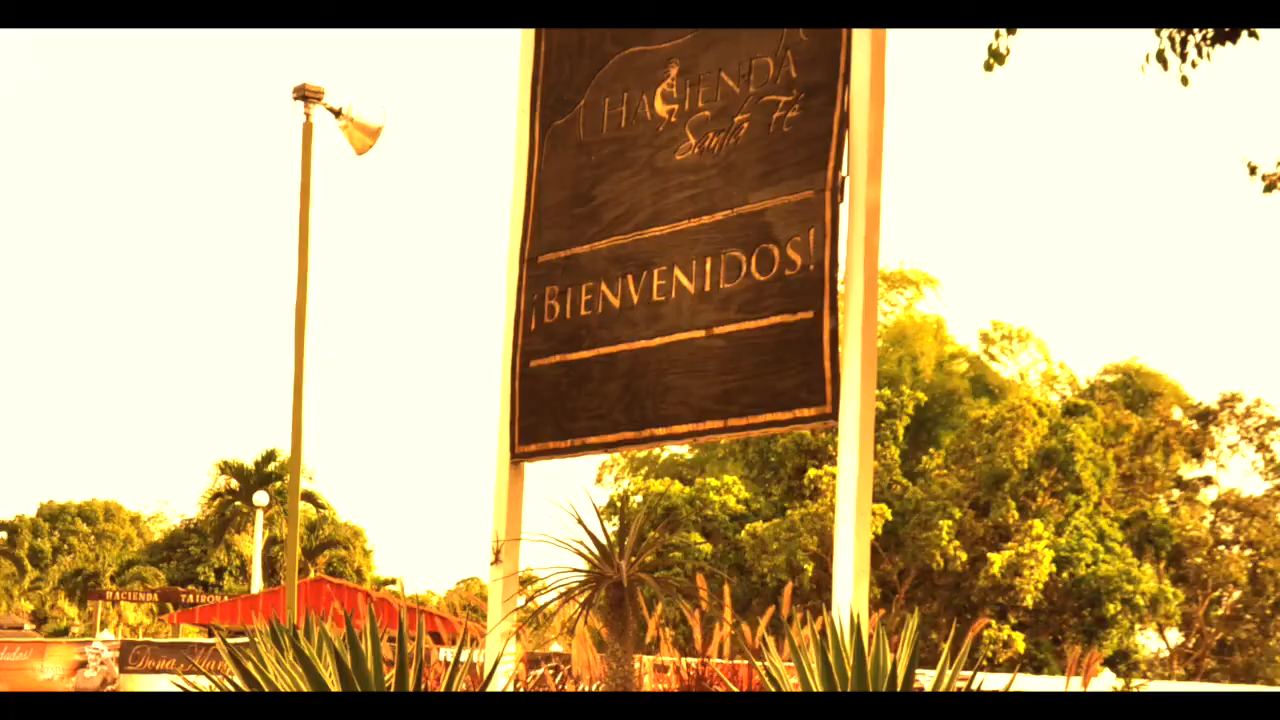 HACIENDA
Santa Fé
¡BIENVENIDOS!
HACIENDA TAIRONA
Doña